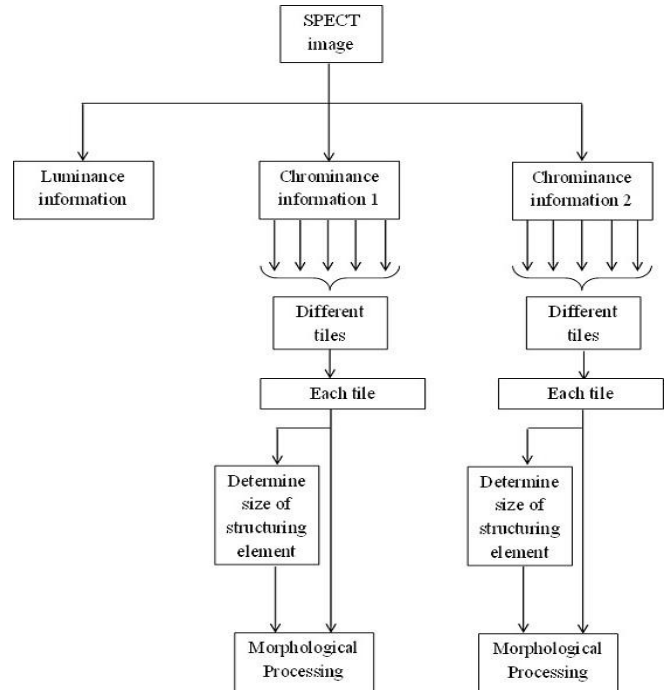 SPECT
image
Luminance
information
Chrominance
information 1
Chrominance
information 2
Different
tiles
Different
tiles
Each tile
Each tile
Determine
size of
structuring
element
Determine
size of
structuring
element
Morphological
Processing
Morphological
Processing